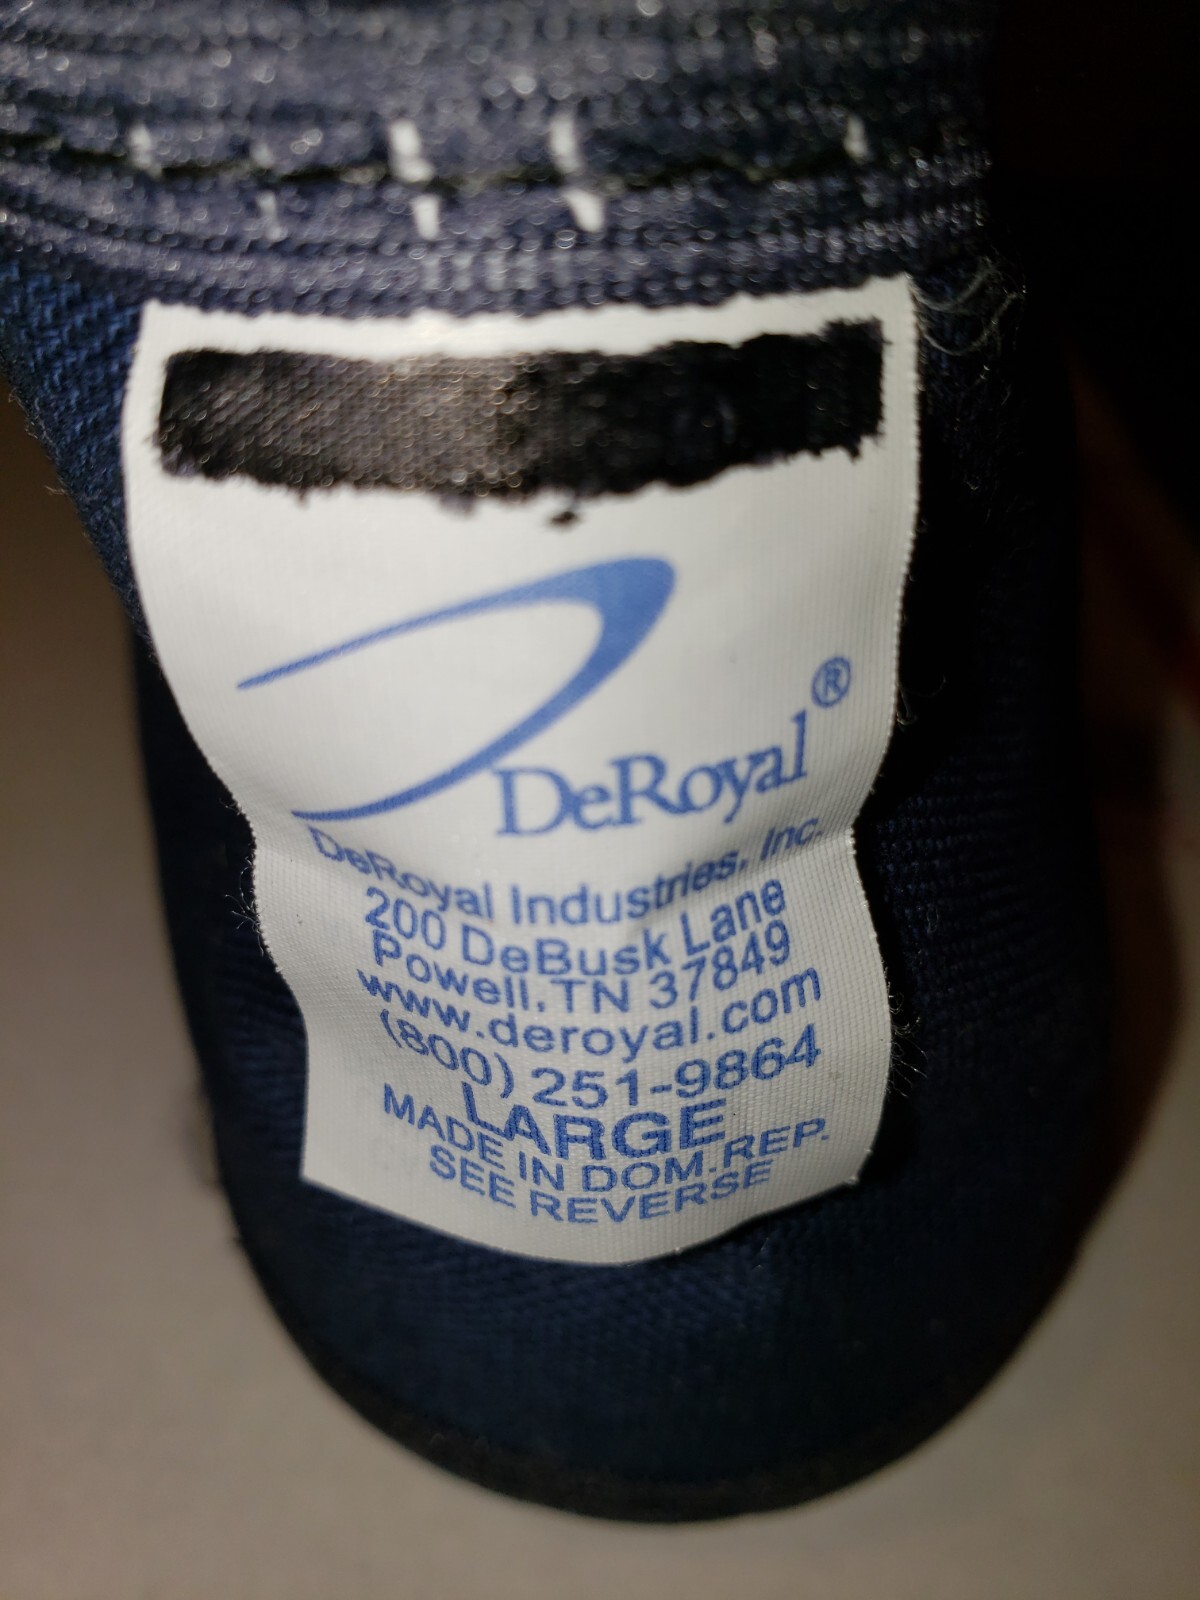 DeRoyal®
DeRoyal Industries, Inc.
200 DeBusk Lane
Powell, TN 37849
www.deroyal.com
(800) 251-9864
LARGE
MADE IN DOM. REP.
SEE REVERSE